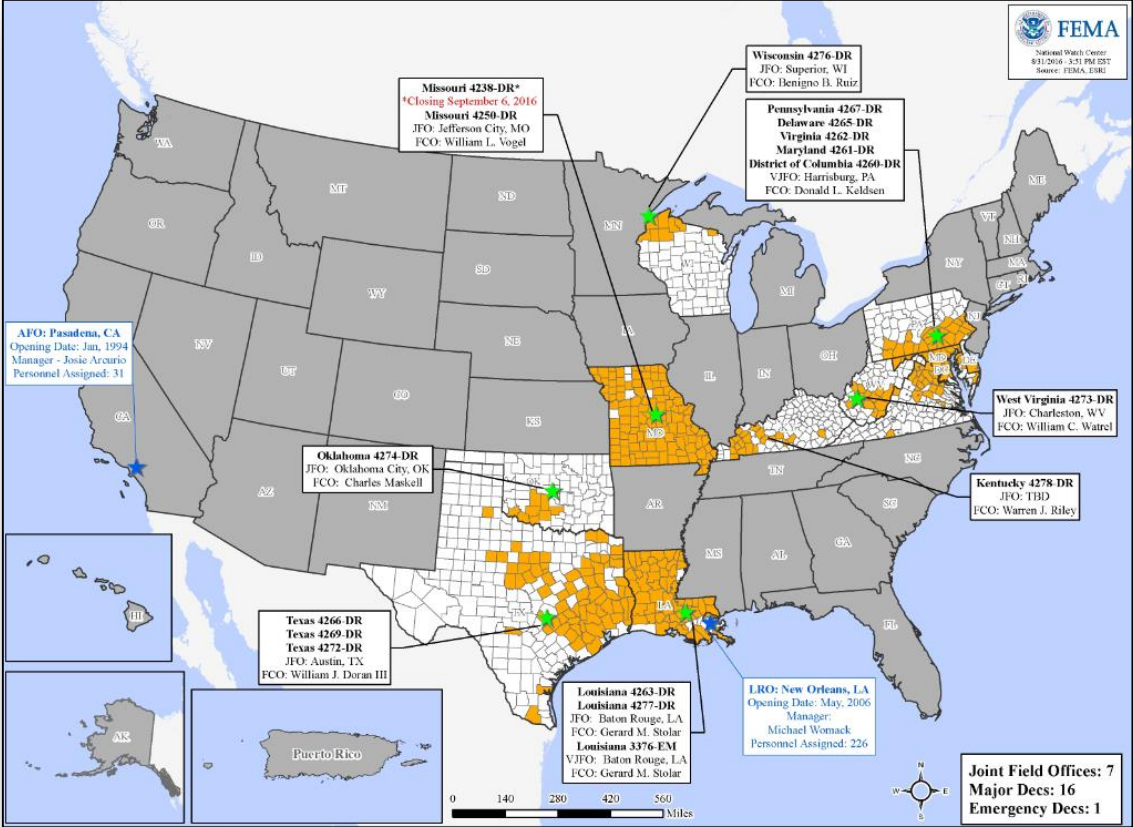 FEMA
National Watch Center
8/31/2016 - 3:51 PM EST
Source: FEMA, ESRI
Wisconsin 4276-DR
JFO: Superior, WI
FCO: Benigno B. Ruiz
Missouri 4238-DR*
*Closing September 6, 2016
Missouri 4250-DR
JFO: Jefferson City, MO
FCO: William L. Vogel
Pennsylvania 4267-DR
Delaware 4265-DR
Virginia 4262-DR
Maryland 4261-DR
District of Columbia 4260-DR
VJFO: Harrisburg, PA
FCO: Donald L. Keldsen
WA
MT
ND
MN
ME
OR
ID
SD
WI
VT
NH
NY
MA
CT
RI
WY
MI
IA
PA
NJ
AFO: Pasadena, CA
Opening Date: Jan, 1994
Manager - Josie Arcurio
Personnel Assigned: 31
NV
NE
OH
MD
DC
DE
UT
IL
IN
WV
CO
CA
KS
MO
West Virginia 4273-DR
JFO: Charleston, WV
FCO: William C. Watrel
Oklahoma 4274-DR
JFO: Oklahoma City, OK
FCO: Charles Maskell
OK
TN
NC
AZ
NM
AR
SC
Kentucky 4278-DR
JFO: TBD
FCO: Warren J. Riley
MS
AL
GA
HI
TX
LA
FL
Texas 4266-DR
Texas 4269-DR
Texas 4272-DR
JFO: Austin, TX
FCO: William J. Doran III
Louisiana 4263-DR
Louisiana 4277-DR
JFO: Baton Rouge, LA
FCO: Gerard M. Stolar
Louisiana 3376-EM
VJFO: Baton Rouge, LA
FCO: Gerard M. Stolar
LRO: New Orleans, LA
Opening Date: May, 2006
Manager:
Michael Womack
Personnel Assigned: 226
AK
Puerto Rico
0 140 280 420 560
Miles
N
W E
S
Joint Field Offices: 7
Major Decs: 16
Emergency Decs: 1